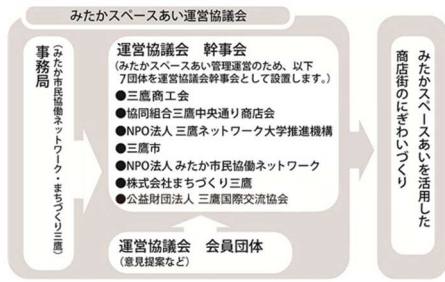 みたかスペースあい運営協議会
事務局
(みたか市民協働ネットワーク・まちづくり三鷹)
運営協議会　幹事会
(みたかスペースあい管理運営のため、以下
7団体を運営協議会幹事会として設置します。)
●三鷹商工会
●協同組合三鷹中央通り商店会
●NPO法人 三鷹ネットワーク大学推進機構
●三鷹市
●NPO法人 みたか市民協働ネットワーク
●株式会社まちづくり三鷹
●公益財団法人 三鷹国際交流協会
運営協議会　会員団体
(意見提案など)
みたかスペースあいを活用した
商店街のにぎわいづくり